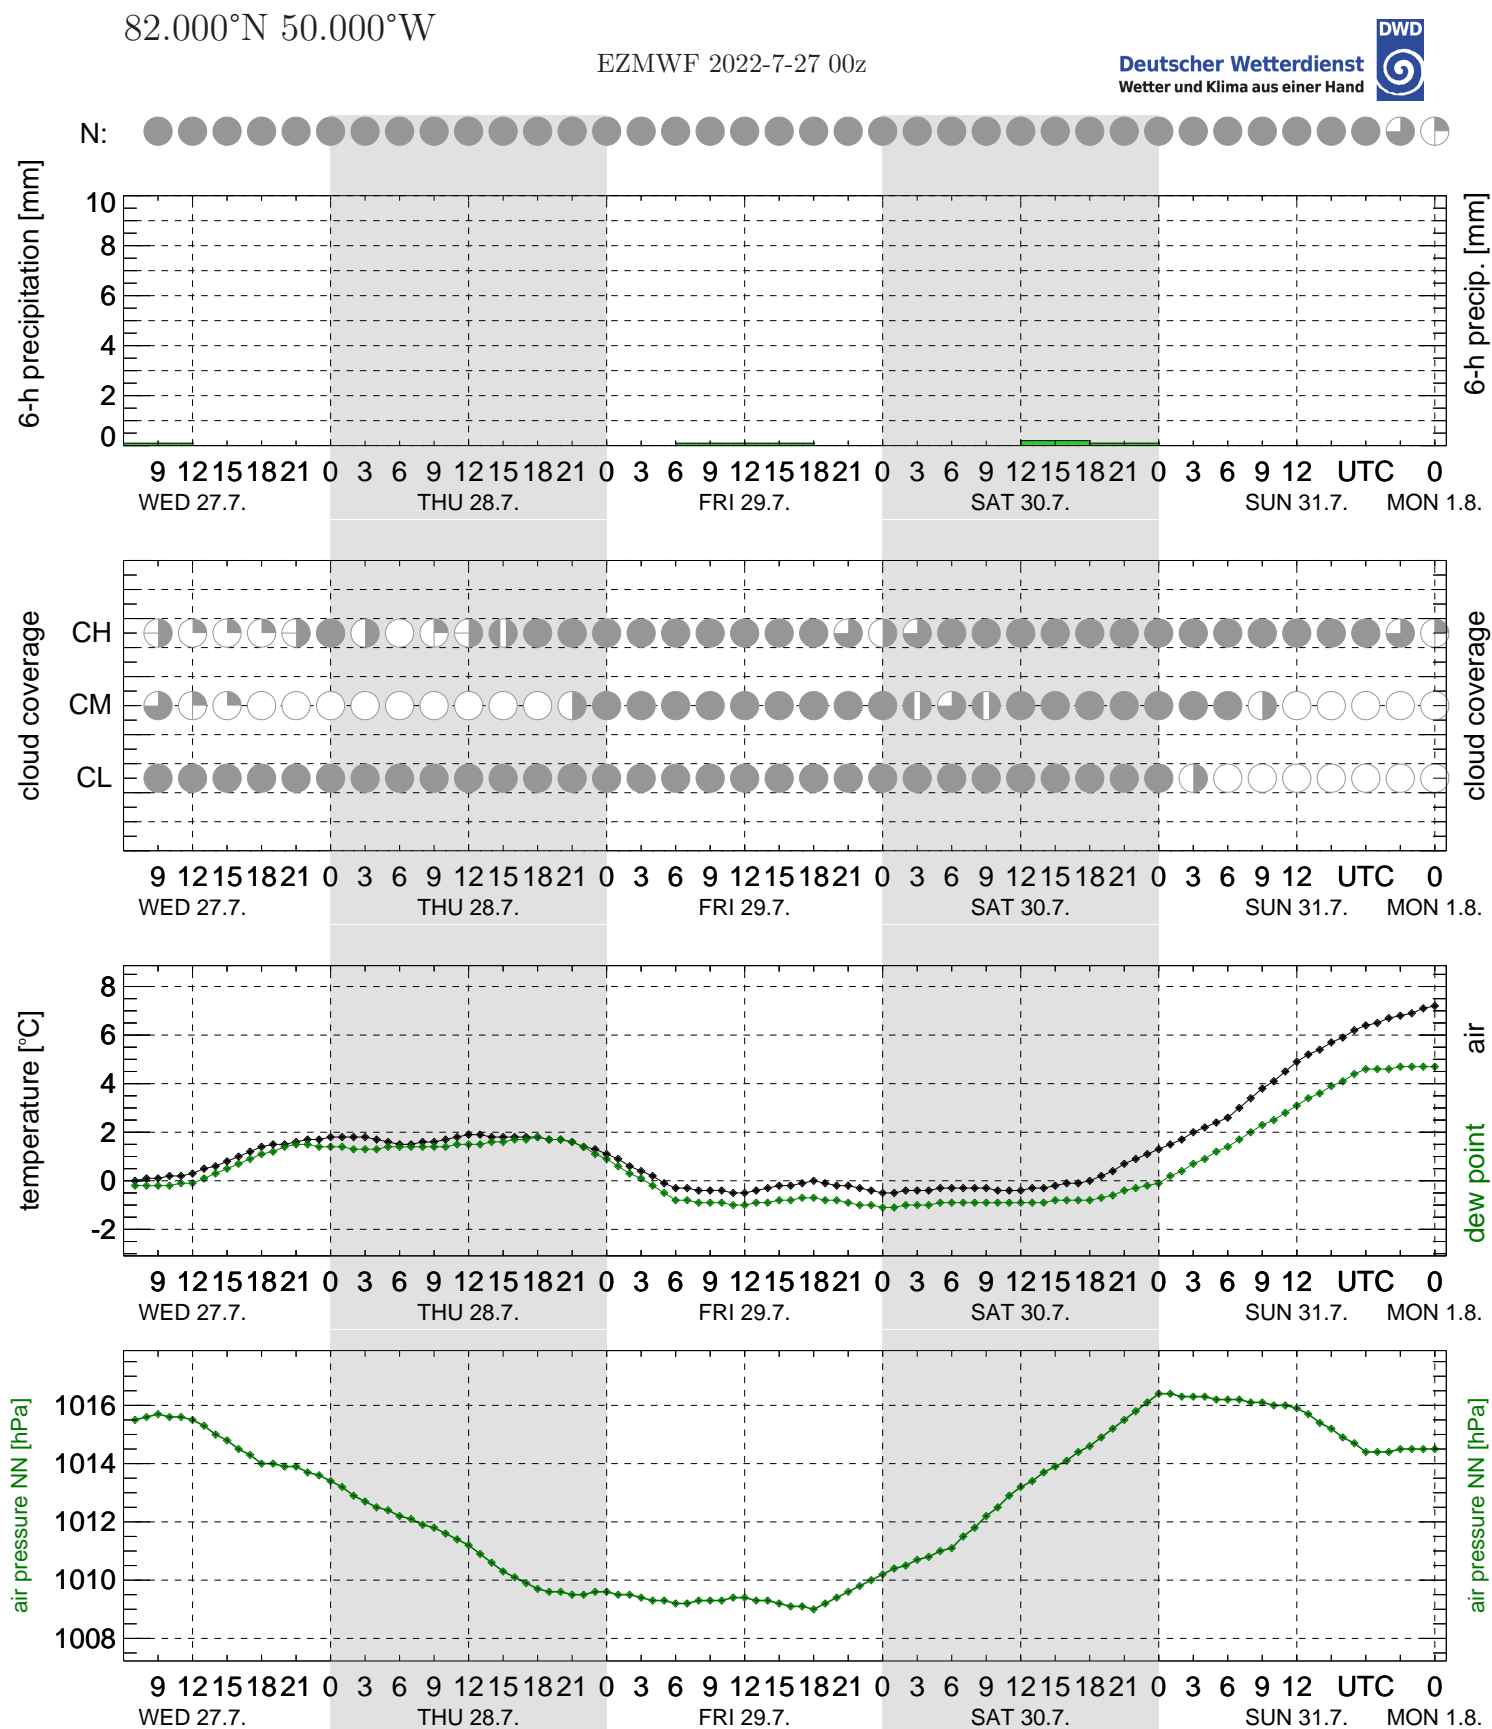 82.000°N 50.000°W
EZMWF 2022-7-27 00z
DWD
Deutscher Wetterdienst
Wetter und Klima aus einer Hand
N:
6-h precipitation [mm]
10
8
6
4
2
0
6-h precip. [mm]
9 12 15 18 21 0 3 6 9 12 15 18 21 0 3 6 9 12 15 18 21 0 3 6 9 12 15 18 21 0 3 6 9 12 UTC 0
WED 27.7. THU 28.7. FRI 29.7. SAT 30.7. SUN 31.7. MON 1.8.
cloud coverage
CH
CM
CL
cloud coverage
9 12 15 18 21 0 3 6 9 12 15 18 21 0 3 6 9 12 15 18 21 0 3 6 9 12 15 18 21 0 3 6 9 12 UTC 0
WED 27.7. THU 28.7. FRI 29.7. SAT 30.7. SUN 31.7. MON 1.8.
temperature [°C]
8
6
4
2
0
-2
dew point air
9 12 15 18 21 0 3 6 9 12 15 18 21 0 3 6 9 12 15 18 21 0 3 6 9 12 15 18 21 0 3 6 9 12 UTC 0
WED 27.7. THU 28.7. FRI 29.7. SAT 30.7. SUN 31.7. MON 1.8.
air pressure NN [hPa]
1016
1014
1012
1010
1008
air pressure NN [hPa]
9 12 15 18 21 0 3 6 9 12 15 18 21 0 3 6 9 12 15 18 21 0 3 6 9 12 15 18 21 0 3 6 9 12 UTC 0
WED 27.7. THU 28.7. FRI 29.7. SAT 30.7. SUN 31.7. MON 1.8.